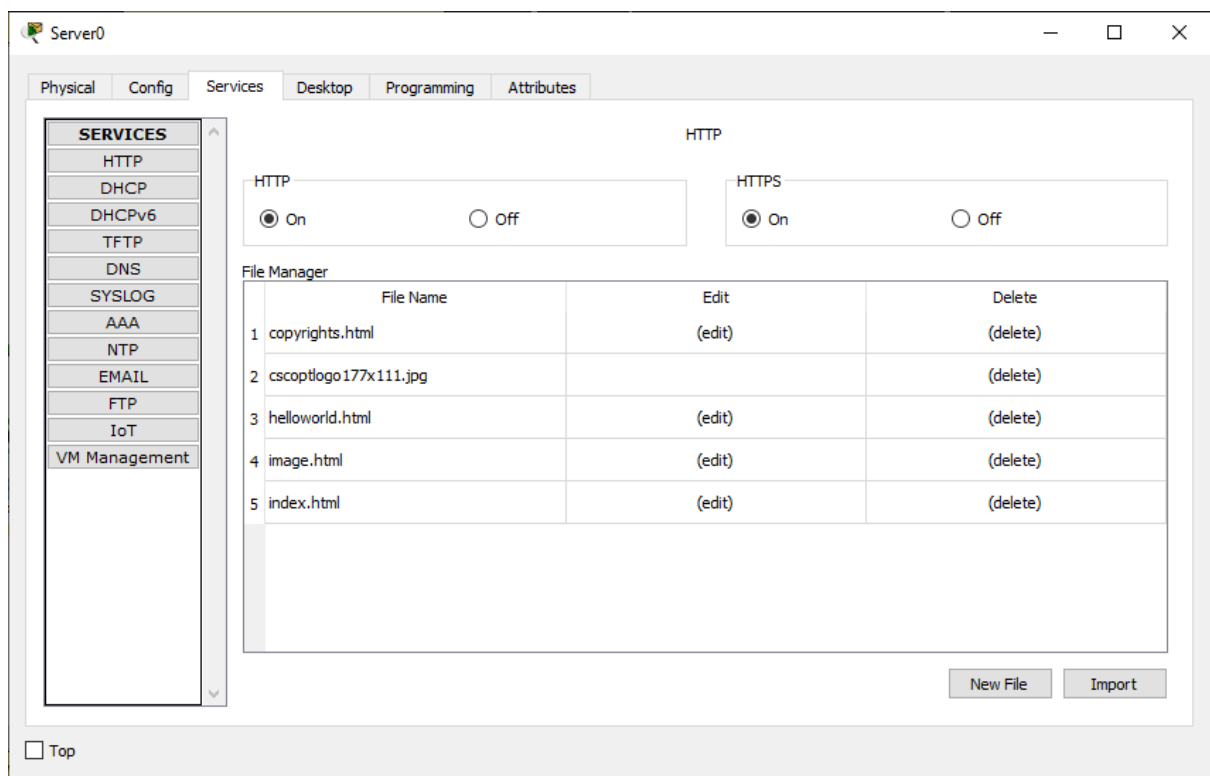 Server0
Physical Config Services Desktop Programming Attributes
SERVICES
HTTP
DHCP
DHCPv6
TFTP
DNS
SYSLOG
AAA
NTP
EMAIL
FTP
IoT
VM Management
HTTP
HTTP
On Off
HTTPS
On Off
File Manager
File Name Edit Delete
1 copyrights.html (edit) (delete)
2 cscoptlogo177x111.jpg (delete)
3 helloworld.html (edit) (delete)
4 image.html (edit) (delete)
5 index.html (edit) (delete)
New File Import
Top